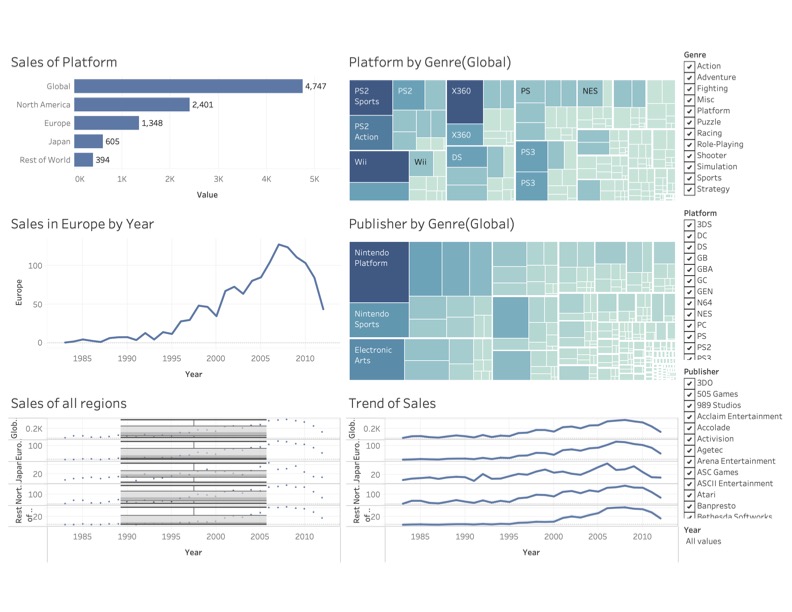 Sales of Platform
Global
4,747
North America
2,401
Europe
1,348
Japan
605
Rest of World
394
0K 1K 2K 3K 4K 5K
Value
Platform by Genre(Global)
PS2 Sports
PS2
X360
PS
NES
PS2 Action
X360
Wii
Wii
DS
PS3
PS3
Genre
Action
Adventure
Fighting
Misc
Platform
Puzzle
Racing
Role-Playing
Shooter
Simulation
Sports
Strategy
Sales in Europe by Year
Europe
100
50
0
1985 1990 1995 2000 2005 2010
Year
Publisher by Genre(Global)
Nintendo Platform
Nintendo Sports
Electronic Arts
Platform
3DS
DC
DS
GB
GBA
GC
GEN
N64
NES
PC
PS
PS2
PS3
Sales of all regions
Glob.
0.2K
Euro.
100
Japan
20
Nort.
100
Rest of ..
20
1985 1990 1995 2000 2005 2010
Year
Trend of Sales
Glob.
0.2K
Euro.
100
Japan
20
Nort.
100
Rest of ..
20
1985 1990 1995 2000 2005 2010
Year
Publisher
3DO
505 Games
989 Studios
Acclaim Entertainment
Accolade
Activision
Agetec
Arena Entertainment
ASC Games
ASCII Entertainment
Atari
Banpresto
Bethesda Softworks
Year
All values